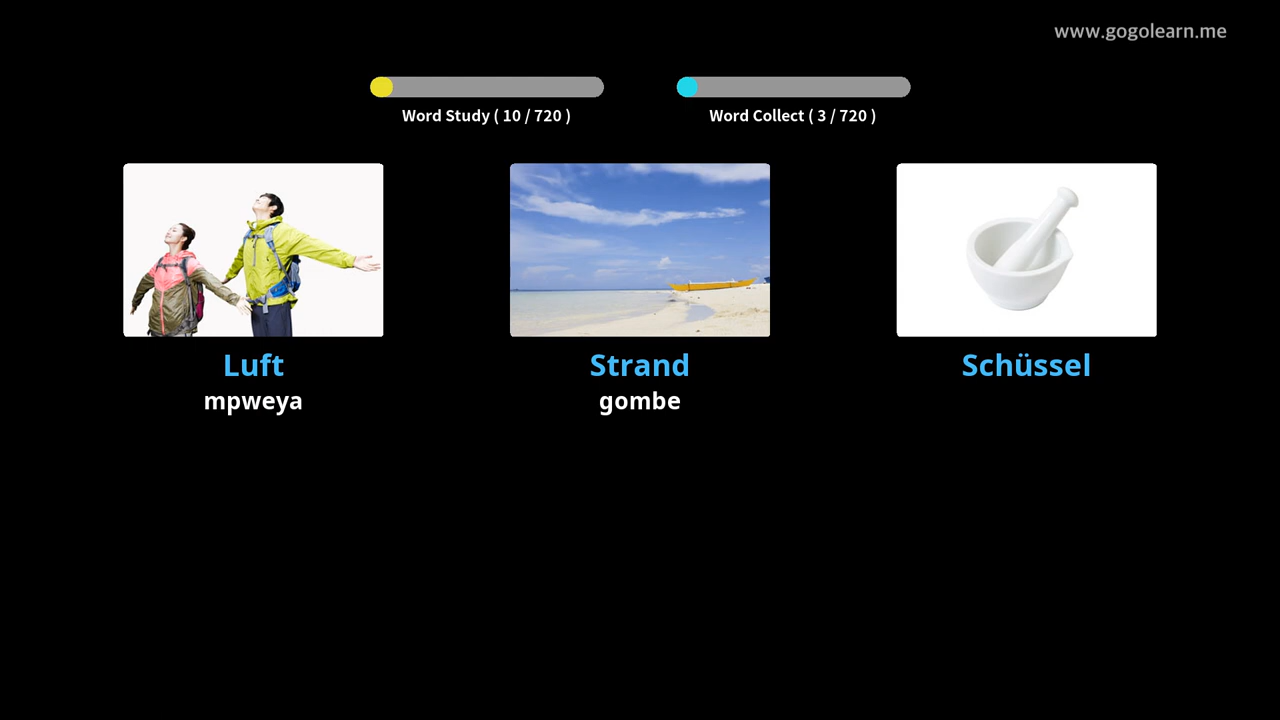 www.gogolearn.me
Word Study ( 10 / 720 )
Word Collect ( 3 / 720 )
Luft
mpweya
Strand
gombe
Schüssel